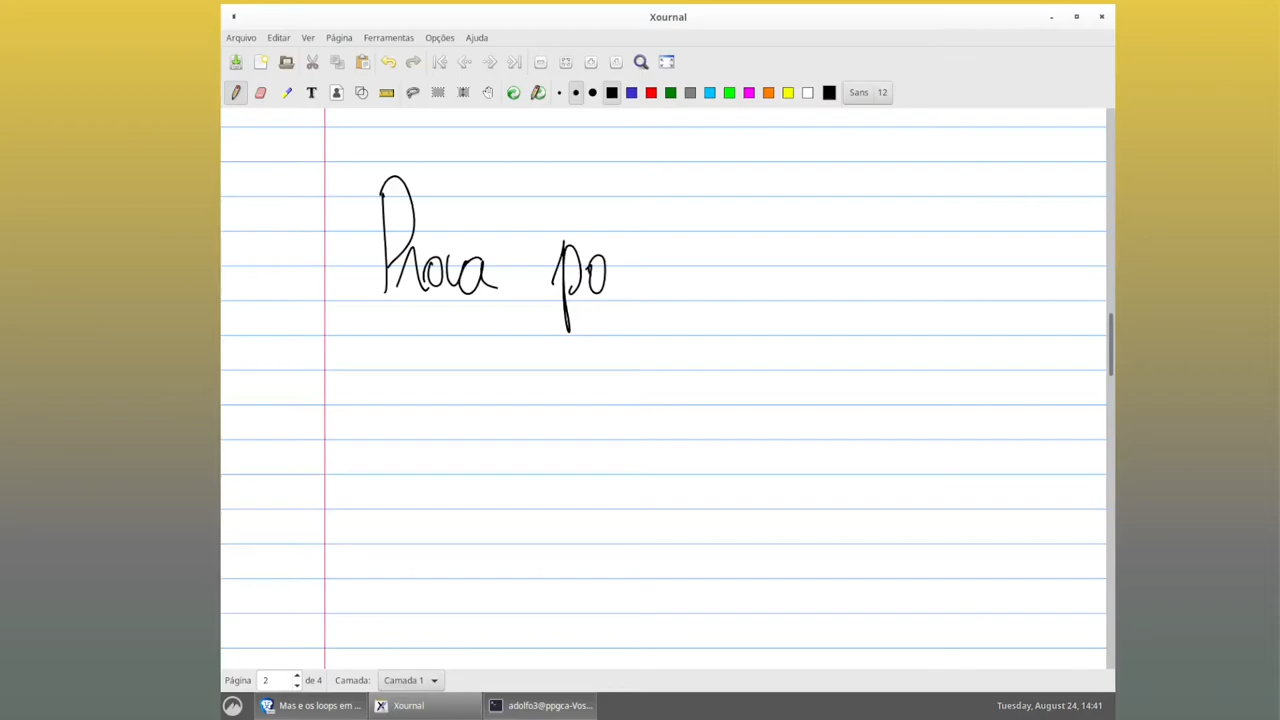 Xournal
Arquivo Editar Ver Página Ferramentas Opções Ajuda
T Sans 12
Prova po
Página 2 de 4 Camada: Camada 1
Mas e os loops em ... Xournal adolfo3@ppgca-Vos... Tuesday, August 24, 14:41